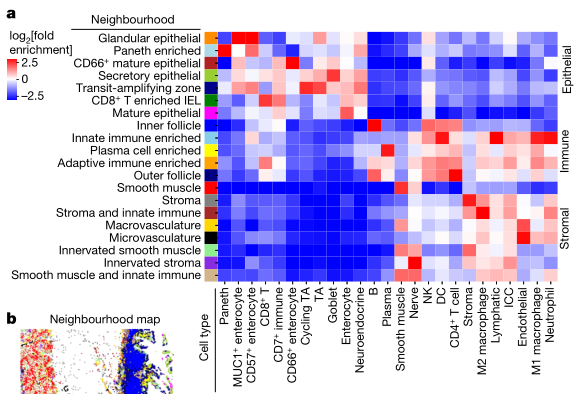 a
Neighbourhood
log2[fold
enrichment]
2.5
0
−2.5
Glandular epithelial
Paneth enriched
CD66+ mature epithelial
Secretory epithelial
Transit-amplifying zone
CD8+ T enriched IEL
Mature epithelial
Inner follicle
Innate immune enriched
Plasma cell enriched
Adaptive immune enriched
Outer follicle
Smooth muscle
Stroma
Stroma and innate immune
Macrovasculature
Microvasculature
Innervated smooth muscle
Innervated stroma
Smooth muscle and innate immune
Epithelial
Immune
Stromal
Cell type
Paneth
MUC1+ enterocyte
CD57+ enterocyte
CD8+ T
CD7+ immune
CD66+ enterocyte
Cycling TA
TA
Goblet
Enterocyte
Neuroendocrine
B
Plasma
Smooth muscle
Nerve
NK
DC
CD4+ T cell
Stroma
M2 macrophage
Lymphatic
ICC
Endothelial
M1 macrophage
Neutrophil
b
Neighbourhood map